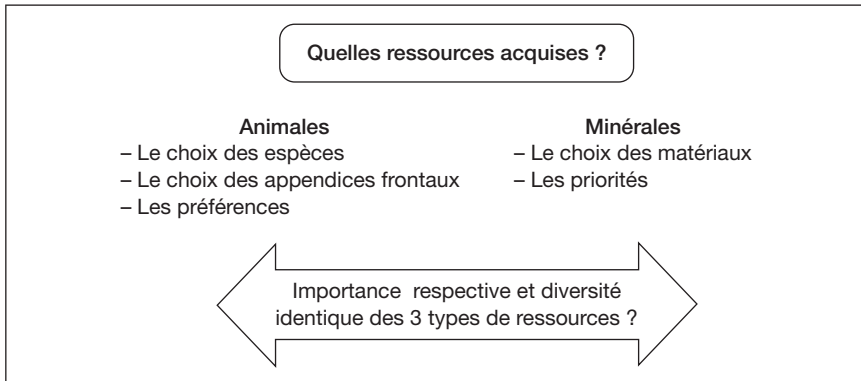 Quelles ressources acquises ?
Animales
– Le choix des espèces
– Le choix des appendices frontaux
– Les préférences
Minérales
– Le choix des matériaux
– Les priorités
Importance respective et diversité
identique des 3 types de ressources ?